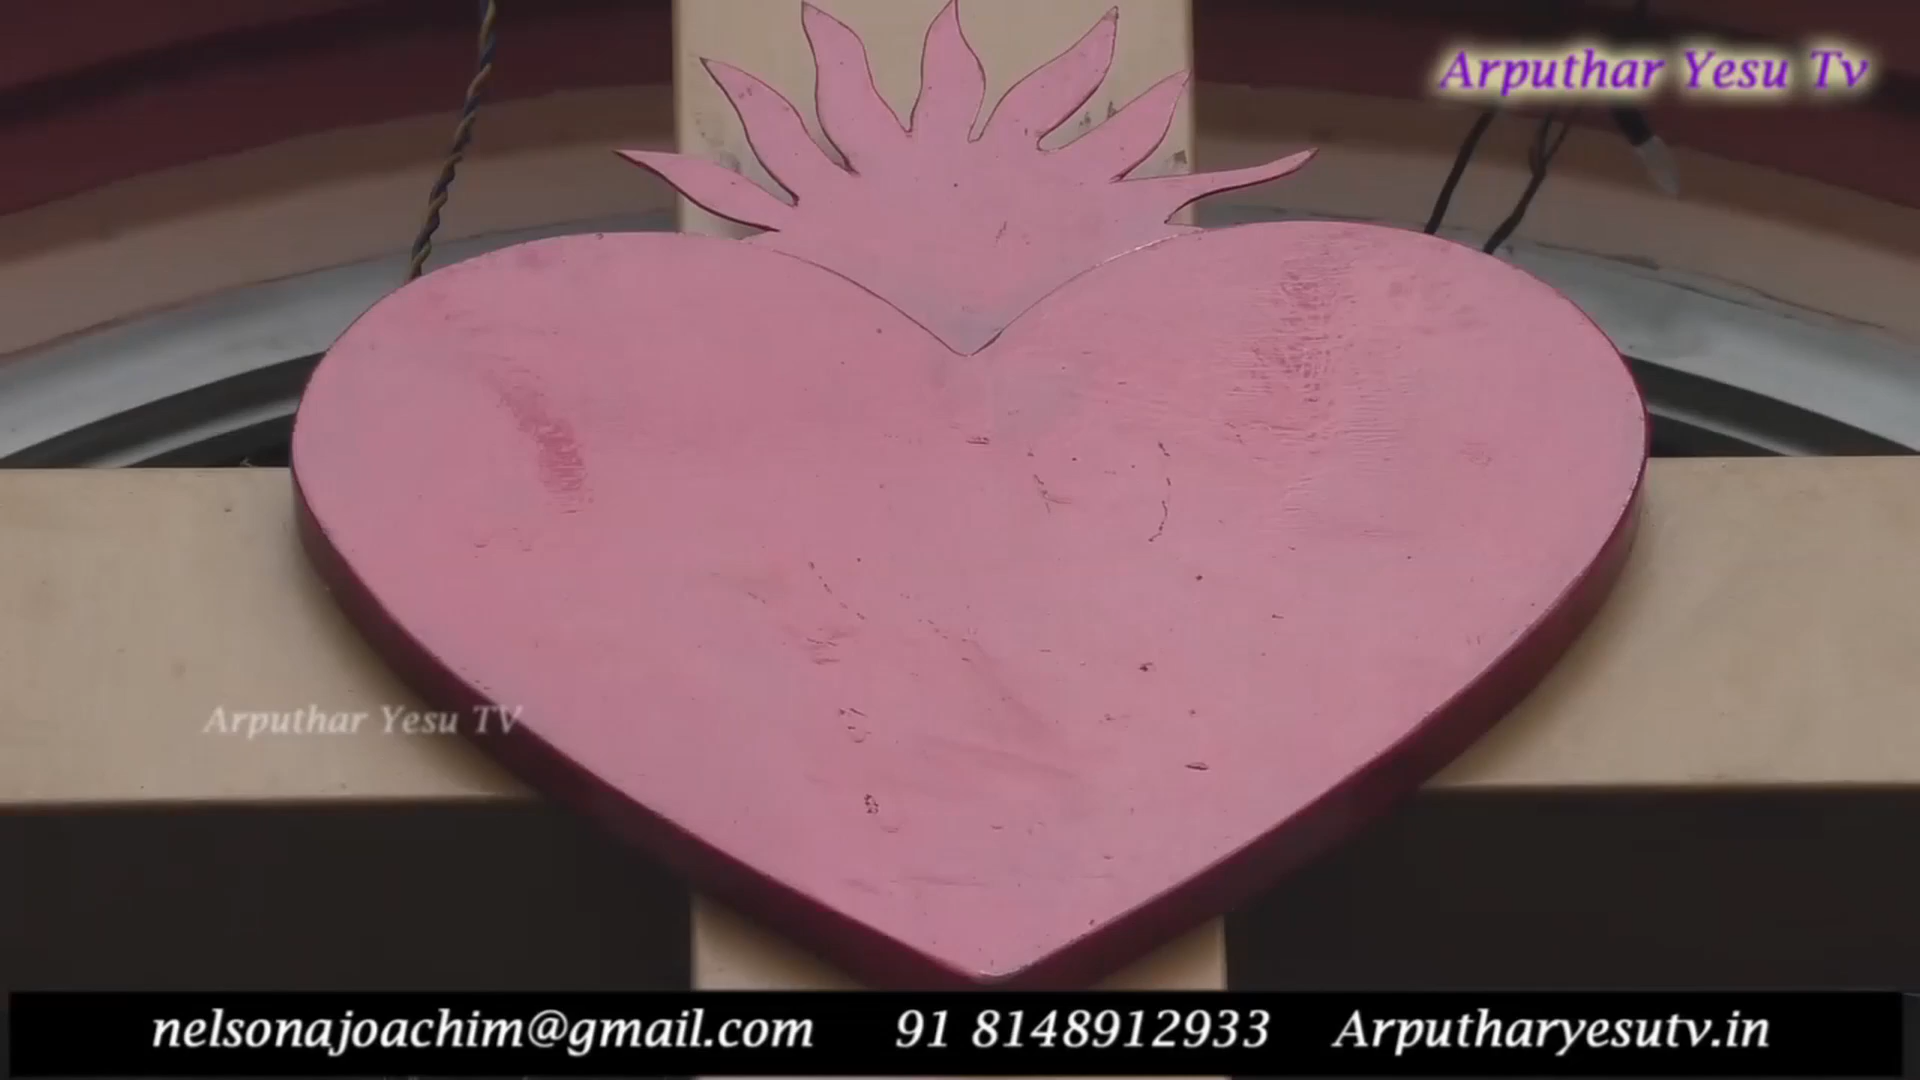 Arputhar Yesu Tv
Arputhar Yesu TV
nelsonajoachim@gmail.com 91 8148912933 Arputharyesutv.in